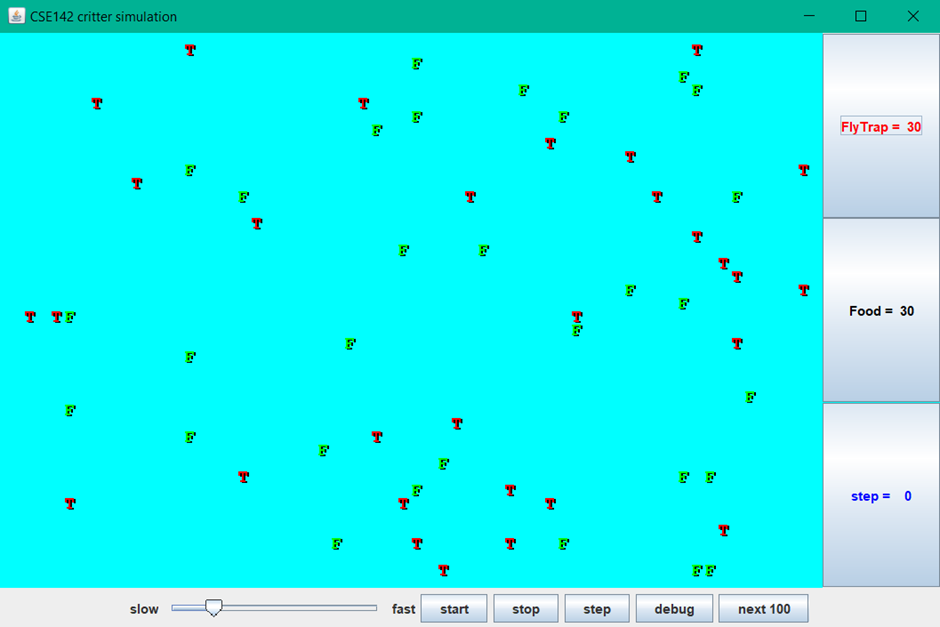 CSE142 critter simulation
T T
F
F
F F
T T
F F
F
T
T
F T
T
F T T F
T
T
F F
T
T
F T
F
T T F T
F
F T
F
F
F
T
F T
F
F
T F F
F T
T T T
T
F T T F
T F F
FlyTrap = 30
Food = 30
step = 0
slow fast start stop step debug next 100